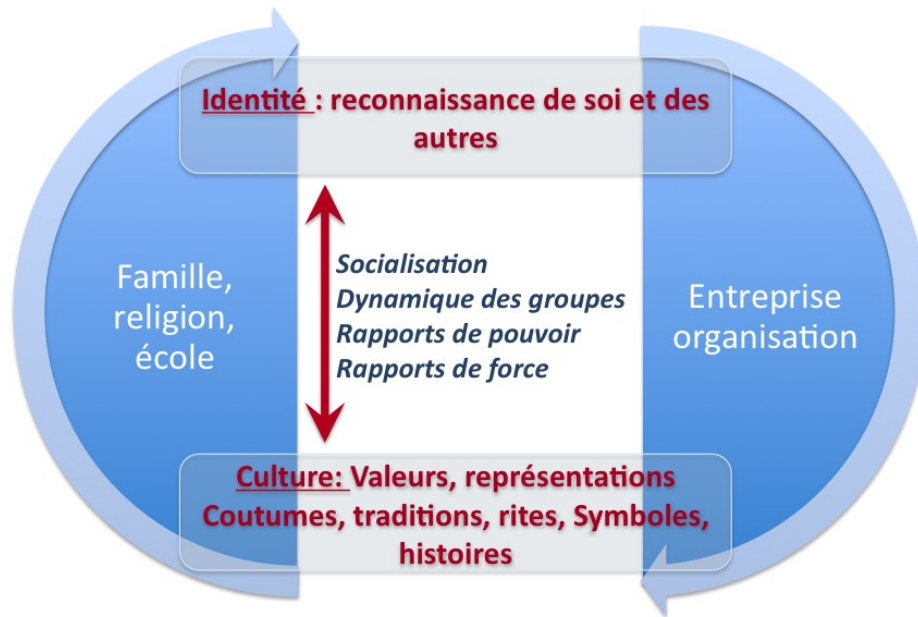 Identité : reconnaissance de soi et des
autres
Famille,
religion,
école
Socialisation
Dynamique des groupes
Rapports de pouvoir
Rapports de force
Entreprise
organisation
Culture: Valeurs, représentations
Coutumes, traditions, rites, Symboles,
histoires